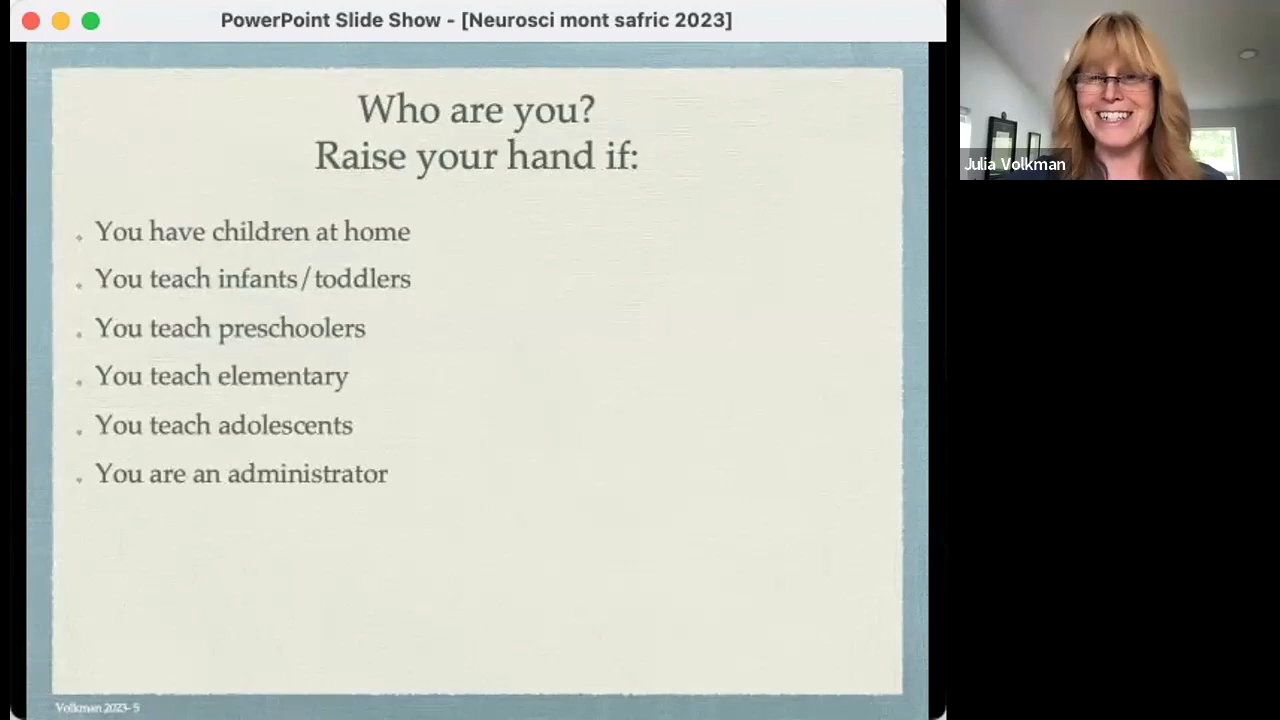 PowerPoint Slide Show - [Neurosci mont safric 2023]
Who are you?
Raise your hand if:
You have children at home
You teach infants/toddlers
You teach preschoolers
You teach elementary
You teach adolescents
You are an administrator
Volkman 2023- 5
Julia Volkman